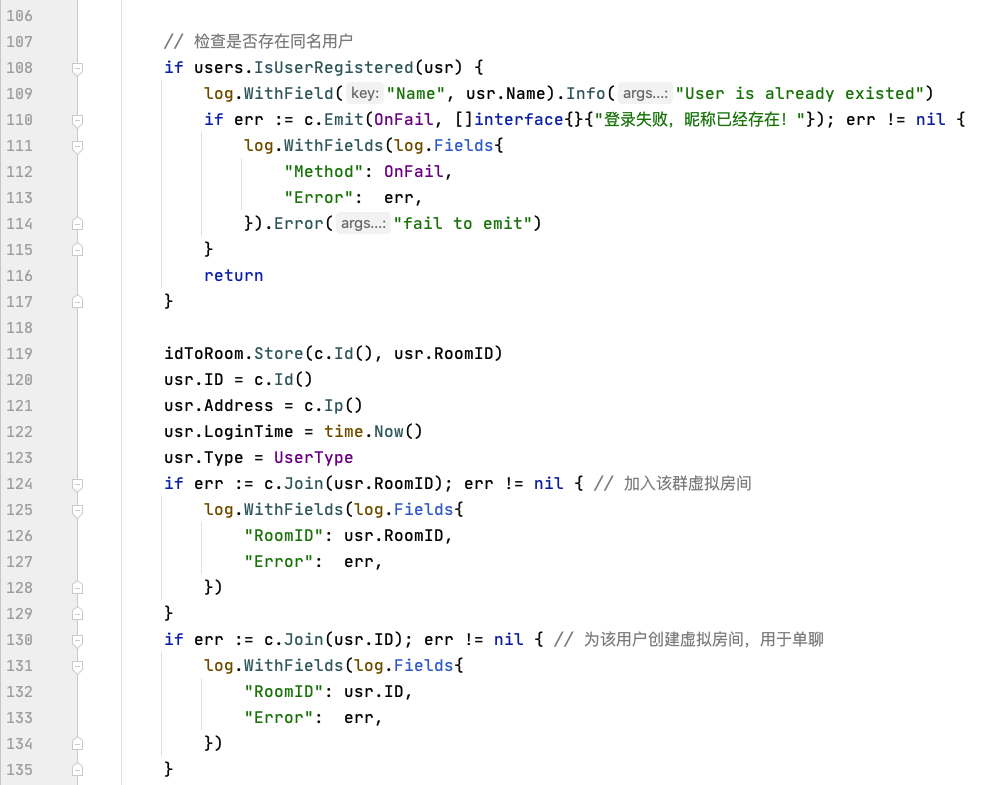 106
107 // 检查是否存在同名用户
108 if users.IsUserRegistered(usr) {
109 log.WithField( key: "Name", usr.Name).Info( args...: "User is already existed")
110 if err := c.Emit(OnFail, []interface{}{"登录失败，昵称已经存在！"}); err != nil {
111 log.WithFields(log.Fields{
112 "Method": OnFail,
113 "Error":  err,
114 }).Error( args...: "fail to emit")
115 }
116 return
117 }
118
119 idToRoom.Store(c.Id(), usr.RoomID)
120 usr.ID = c.Id()
121 usr.Address = c.Ip()
122 usr.LoginTime = time.Now()
123 usr.Type = UserType
124 if err := c.Join(usr.RoomID); err != nil { // 加入该群虚拟房间
125 log.WithFields(log.Fields{
126 "RoomID": usr.RoomID,
127 "Error":  err,
128 })
129 }
130 if err := c.Join(usr.ID); err != nil { // 为该用户创建虚拟房间，用于单聊
131 log.WithFields(log.Fields{
132 "RoomID": usr.ID,
133 "Error":  err,
134 })
135 }